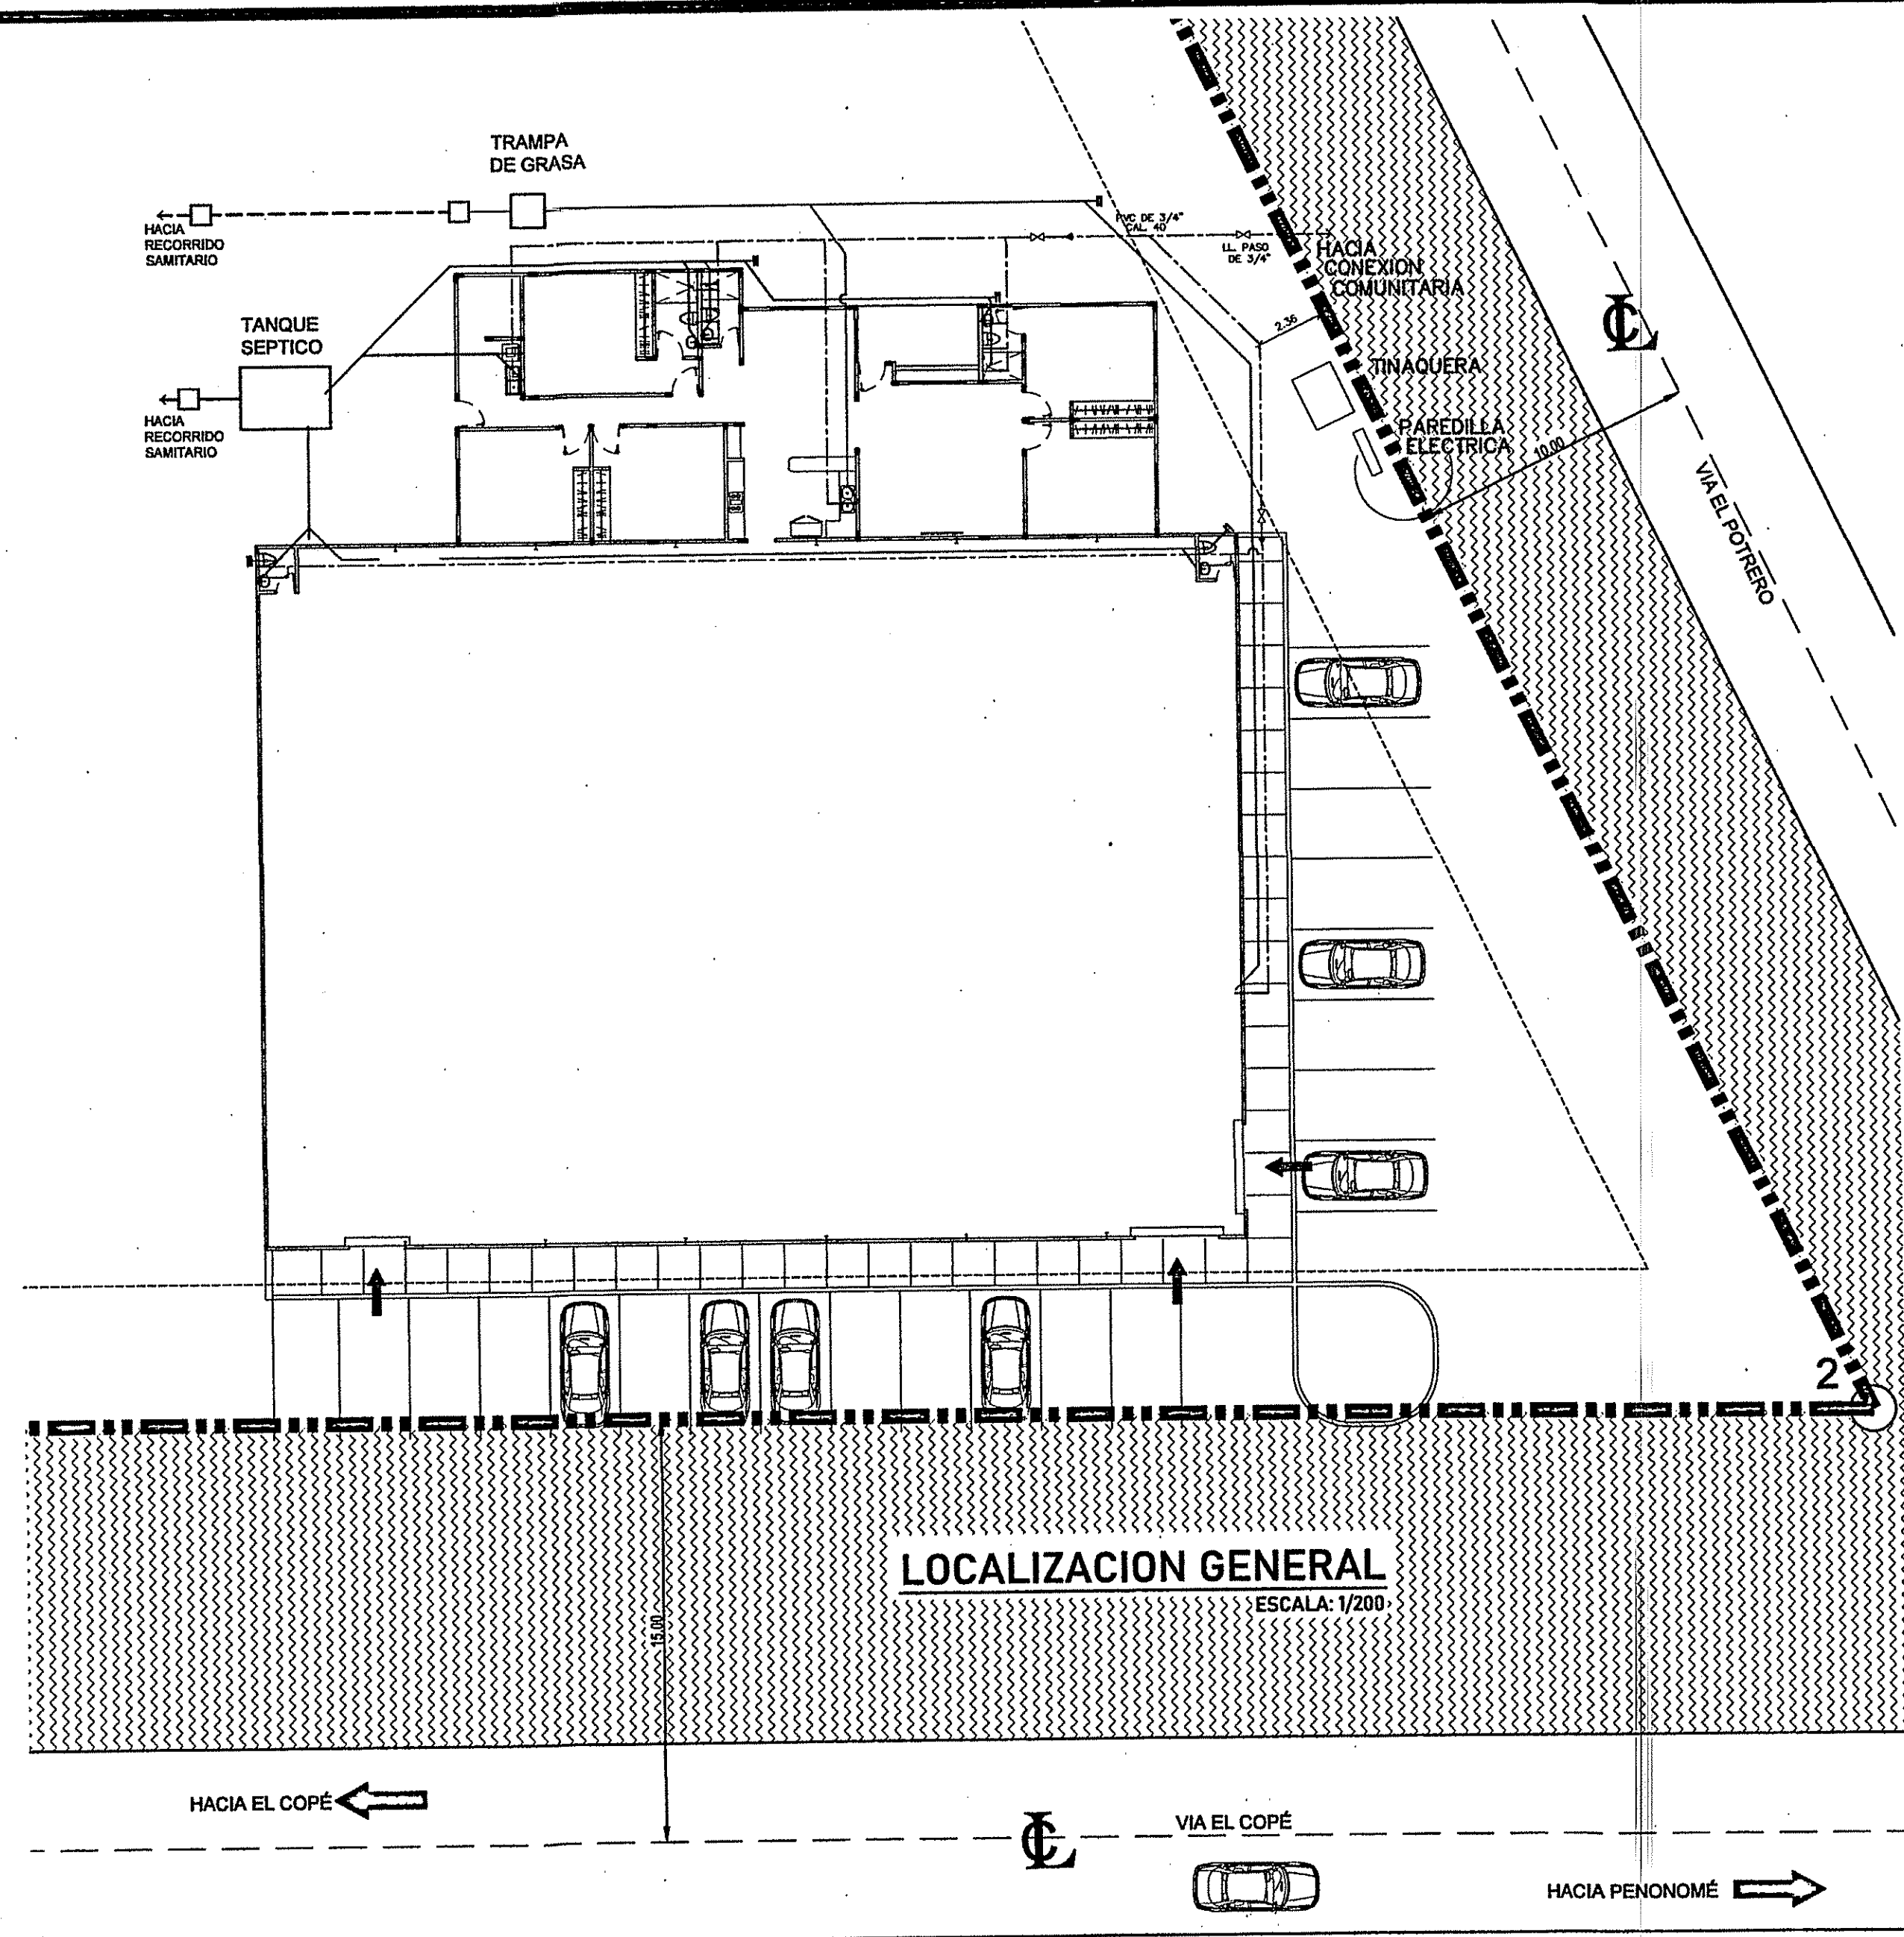 TRAMPA
DE GRASA
HACIA
RECORRIDO
SAMITARIO
PVC DE 3/4"
CAL. 40
LL. PASO
DE 3/4"
HACIA
CONEXION
COMUNITARIA
TANQUE
SEPTICO
2.36
CL
TINAQUERA
HACIA
RECORRIDO
SAMITARIO
PAREDILLA
ELECTRICA
10.00
VIA EL POTRERO
2
LOCALIZACION GENERAL
ESCALA: 1/200
15.00
HACIA EL COPÉ
CL
VIA EL COPÉ
HACIA PENONOMÉ